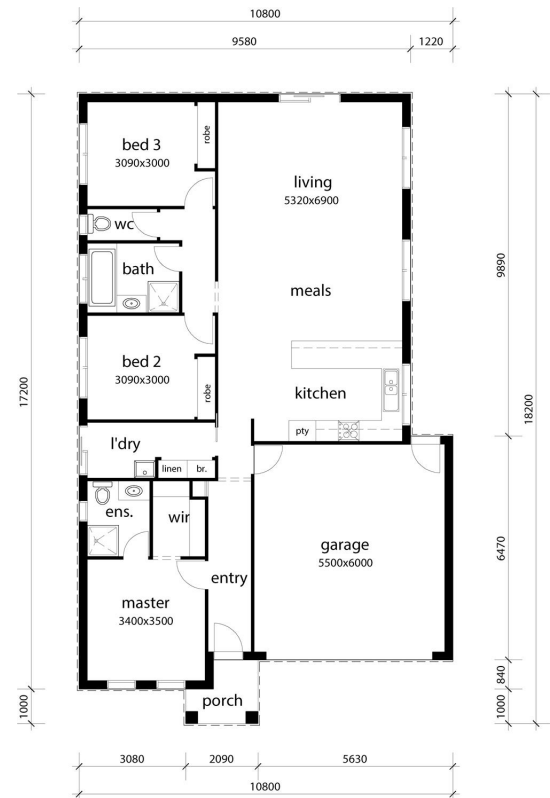 10800
9580
1220
bed 3
3090x3000
robe
living
5320x6900
wc
bath
meals
9890
bed 2
3090x3000
robe
kitchen
pty
17200
18200
l'dry
linen
br.
ens.
wir
garage
5500x6000
6470
entry
master
3400x3500
840
1000
porch
1000
3080
2090
5630
10800